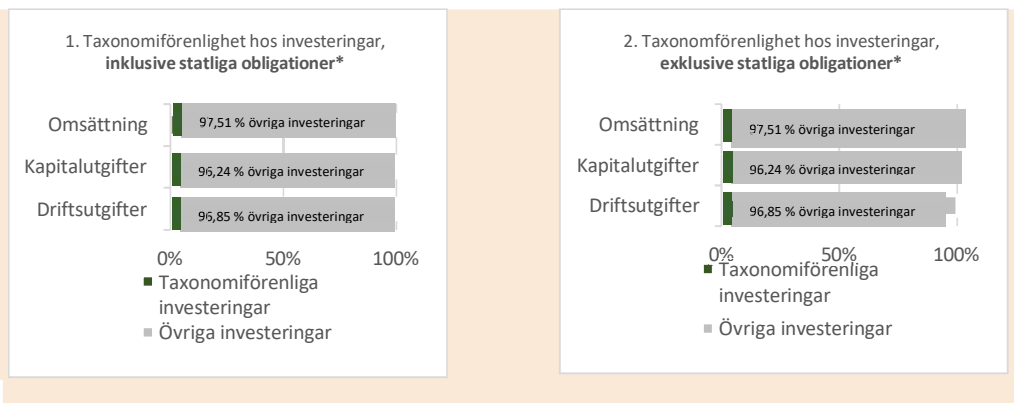 1. Taxonomiförenlighet hos investeringar,
inklusive statliga obligationer*
Omsättning
97,51 % övriga investeringar
Kapitalutgifter
96,24 % övriga investeringar
Driftsutgifter
96,85 % övriga investeringar
0% 50% 100%
Taxonomiförenliga
investeringar
Övriga investeringar
2. Taxonomförenlighet hos investeringar,
exklusive statliga obligationer*
Omsättning
97,51 % övriga investeringar
Kapitalutgifter
96,24 % övriga investeringar
Driftsutgifter
96,85 % övriga investeringar
0% 50% 100%
Taxonomiförenliga
investeringar
Övriga investeringar